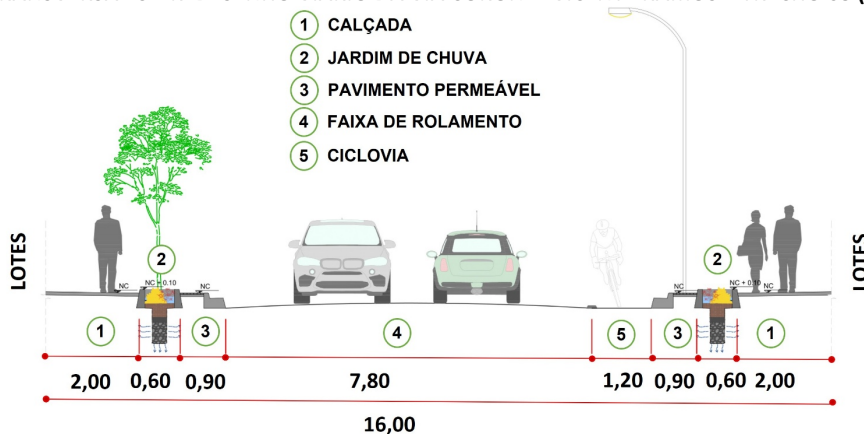 1 CALÇADA
2 JARDIM DE CHUVA
3 PAVIMENTO PERMEÁVEL
4 FAIXA DE ROLAMENTO
5 CICLOVIA
LOTES
LOTES
2
2
NC
NC + 0.10
NC
NC
NC + 0.10
NC
1
3
4
5
3
1
2,00 0,60 0,90 7,80 1,20 0,90 0,60 2,00
16,00